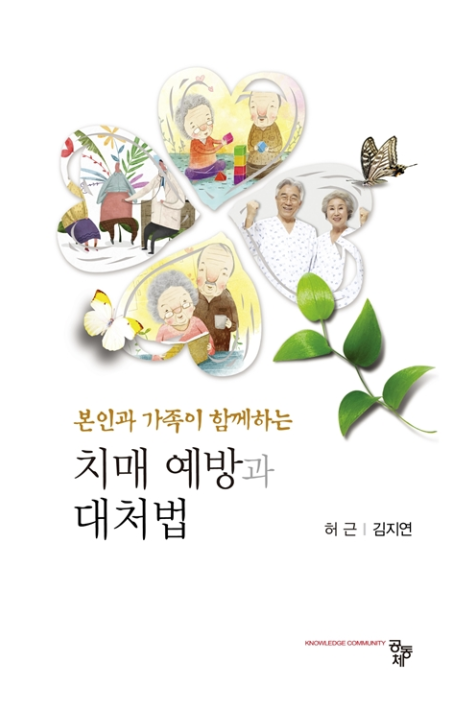 본인과 가족이 함께하는
치매 예방과
대처법
허 근 | 김지연
KNOWLEDGE COMMUNITY 공동체